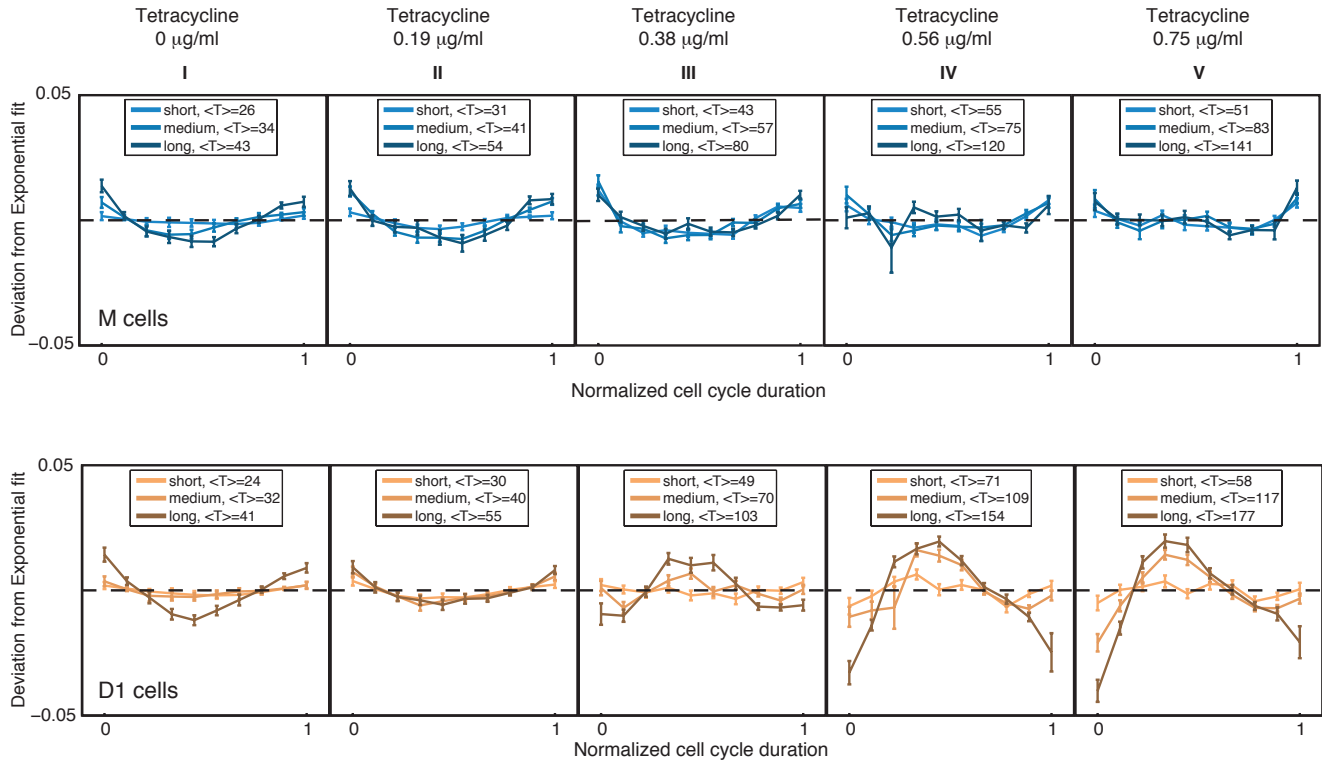 Tetracycline
0 μg/ml
I
Tetracycline
0.19 μg/ml
II
Tetracycline
0.38 μg/ml
III
Tetracycline
0.56 μg/ml
IV
Tetracycline
0.75 μg/ml
V
Deviation from Exponential fit
0.05
−0.05
short, <T>=26
medium, <T>=34
long, <T>=43
short, <T>=31
medium, <T>=41
long, <T>=54
short, <T>=43
medium, <T>=57
long, <T>=80
short, <T>=55
medium, <T>=75
long, <T>=120
short, <T>=51
medium, <T>=83
long, <T>=141
M cells
0 1
0 1
0 1
0 1
0 1
Normalized cell cycle duration
Deviation from Exponential fit
0.05
−0.05
short, <T>=24
medium, <T>=32
long, <T>=41
short, <T>=30
medium, <T>=40
long, <T>=55
short, <T>=49
medium, <T>=70
long, <T>=103
short, <T>=71
medium, <T>=109
long, <T>=154
short, <T>=58
medium, <T>=117
long, <T>=177
D1 cells
0 1
0 1
0 1
0 1
0 1
Normalized cell cycle duration